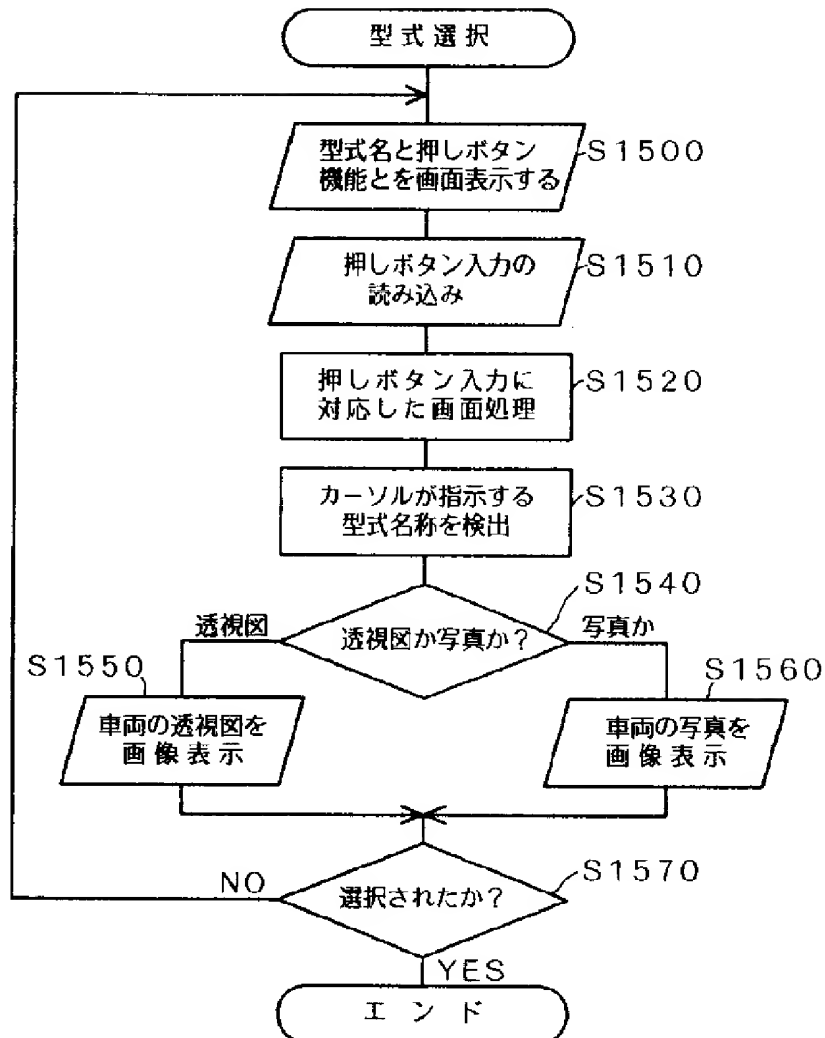 型式選択
型式名と押しボタン
機能とを画面表示する
S1500
押しボタン入力の
読み込み
S1510
押しボタン入力に
対応した画面処理
S1520
カーソルが指示する
型式名称を検出
S1530
S1540
透視図
透視図か写真か?
写真か
S1550
車両の透視図を
画像表示
S1560
車両の写真を
画像表示
NO
選択されたか?
S1570
YES
エンド